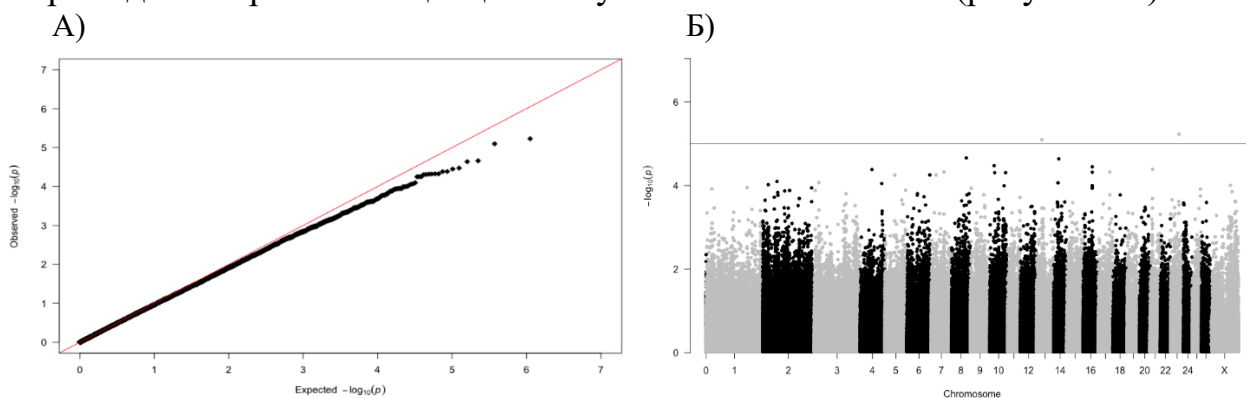 А)
Б)
7
6
5
4
3
2
1
0
Observed −log₁₀(p)
0 1 2 3 4 5 6 7
Expected −log₁₀(p)
6
4
2
0
−log₁₀(p)
0 1 2 3 4 5 6 7 8 9 10 12 14 16 18 20 22 24 X
Chromosome